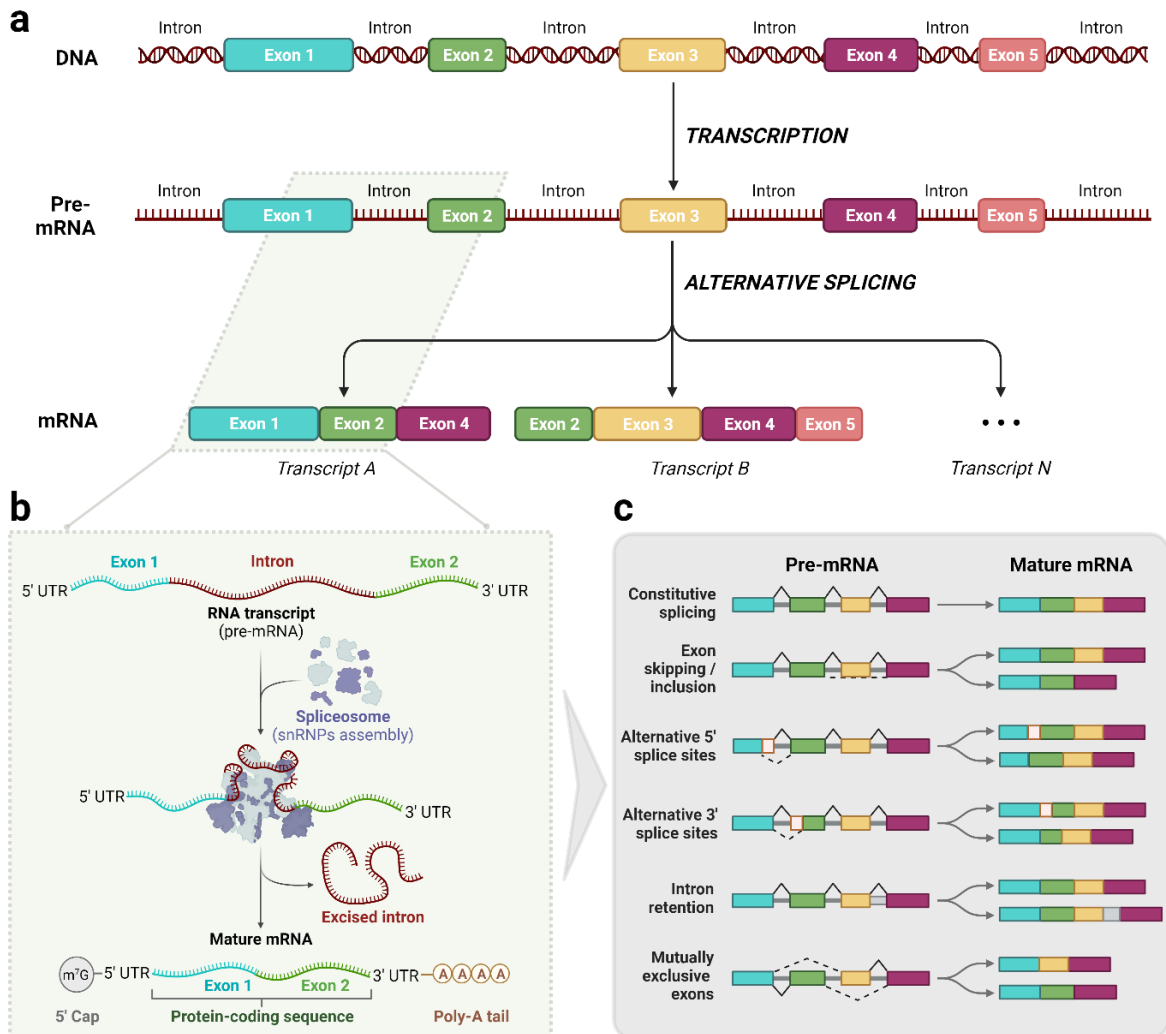 a
Intron Intron Intron Intron Intron Intron
DNA
Exon 1 Exon 2 Exon 3 Exon 4 Exon 5
TRANSCRIPTION
Intron Intron Intron Intron Intron Intron
Pre-
mRNA
Exon 1 Exon 2 Exon 3 Exon 4 Exon 5
ALTERNATIVE SPLICING
mRNA
Exon 1 Exon 2 Exon 4
Exon 2 Exon 3 Exon 4 Exon 5
...
Transcript A
Transcript B
Transcript N
b
Exon 1 Intron Exon 2
5' UTR 3' UTR
RNA transcript
(pre-mRNA)
Spliceosome
(snRNPs assembly)
5' UTR 3' UTR
Excised intron
Mature mRNA
m⁷G 5' UTR 3' UTR A A A A
Exon 1 Exon 2
5' Cap Protein-coding sequence Poly-A tail
c
Pre-mRNA Mature mRNA
Constitutive
splicing
Exon
skipping /
inclusion
Alternative 5'
splice sites
Alternative 3'
splice sites
Intron
retention
Mutually
exclusive
exons